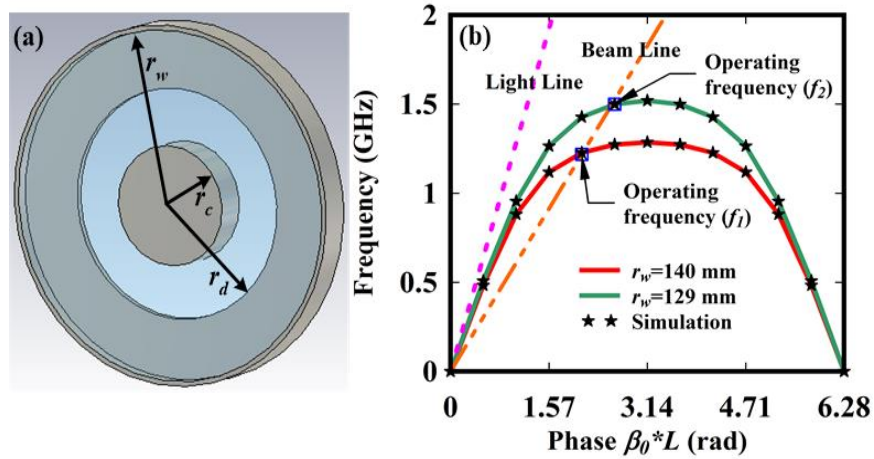 (a)
r_w
r_c
r_d
(b)
Frequency (GHz)
2
1.5
1
0.5
0
Light Line
Beam Line
Operating
frequency (f₂)
Operating
frequency (f₁)
r_w=140 mm
r_w=129 mm
Simulation
0 1.57 3.14 4.71 6.28
Phase β₀*L (rad)